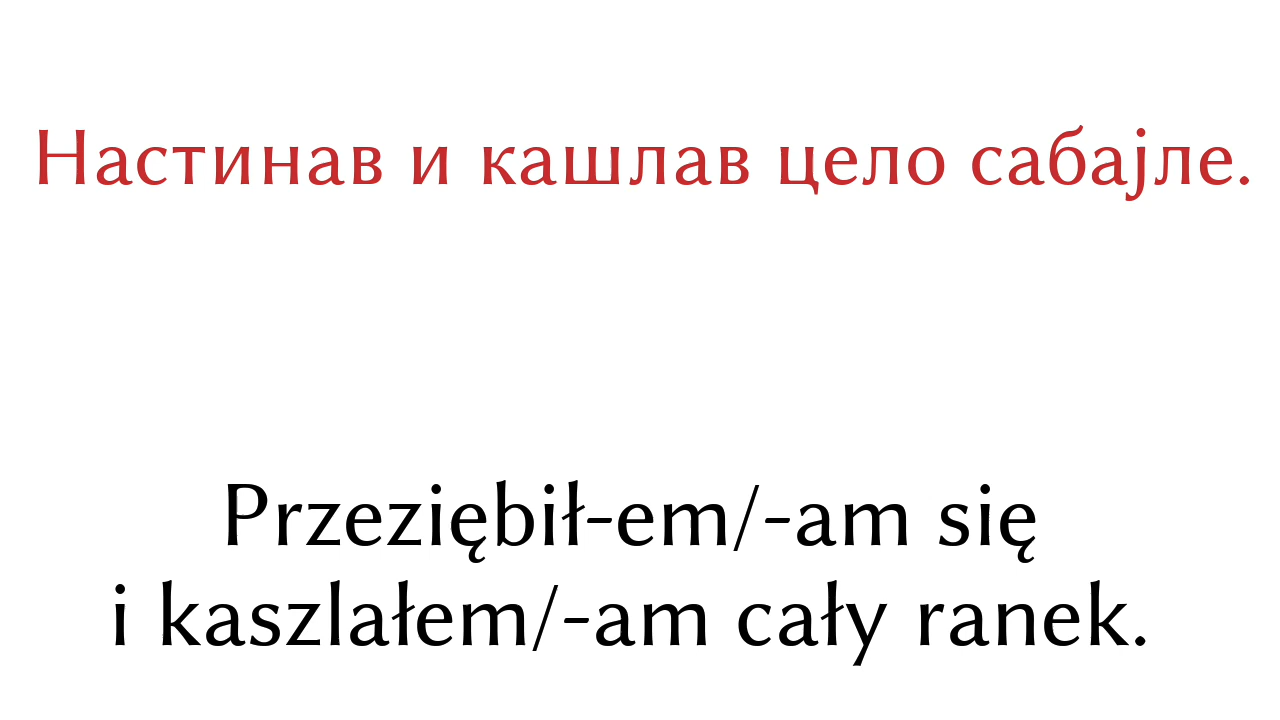 Настинав и кашлав цело сабајле.
Przeziębił-em/-am się
i kaszlałem/-am cały ranek.